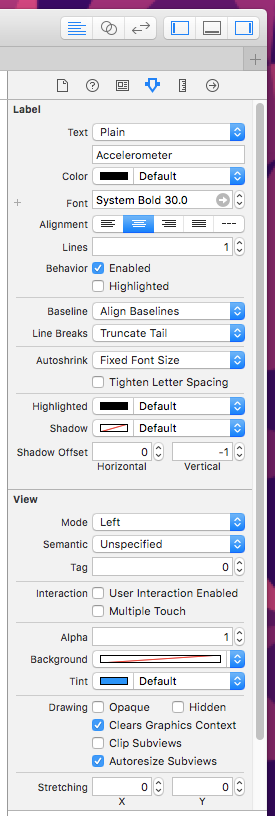 Label
Text Plain
Accelerometer
Color Default
+ Font System Bold 30.0
Alignment
Lines 1
Behavior Enabled
Highlighted
Baseline Align Baselines
Line Breaks Truncate Tail
Autoshrink Fixed Font Size
Tighten Letter Spacing
Highlighted Default
Shadow Default
Shadow Offset 0 -1
Horizontal Vertical
View
Mode Left
Semantic Unspecified
Tag 0
Interaction User Interaction Enabled
Multiple Touch
Alpha 1
Background
Tint Default
Drawing Opaque Hidden
Clears Graphics Context
Clip Subviews
Autoresize Subviews
Stretching 0 0
X Y